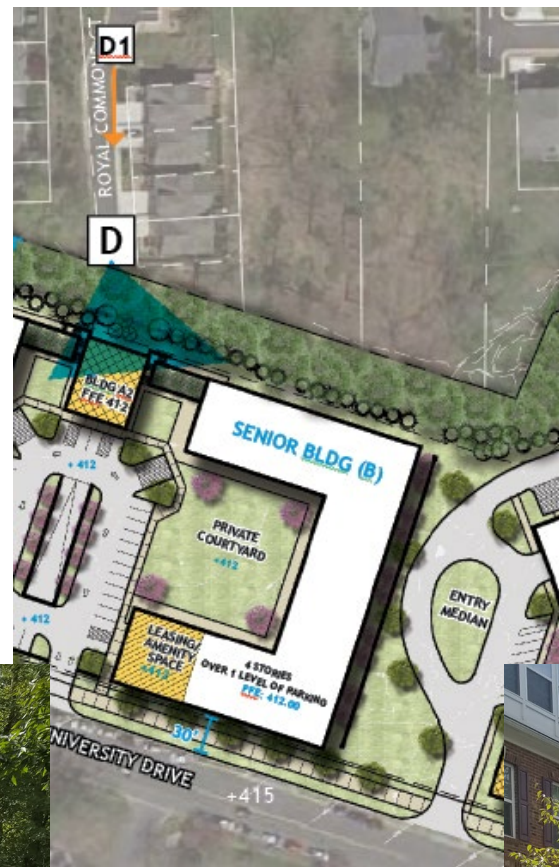 D1
ROYAL COMMONS
D
BLDG A2
FFE 412
SENIOR BLDG (B)
+ 412
PRIVATE
COURTYARD
+412
ENTRY
MEDIAN
+ 412
LEASING/
AMENITY
SPACE
+412
4 STORIES
OVER 1 LEVEL OF PARKING
FFE: 412.00
30'
UNIVERSITY DRIVE
+415